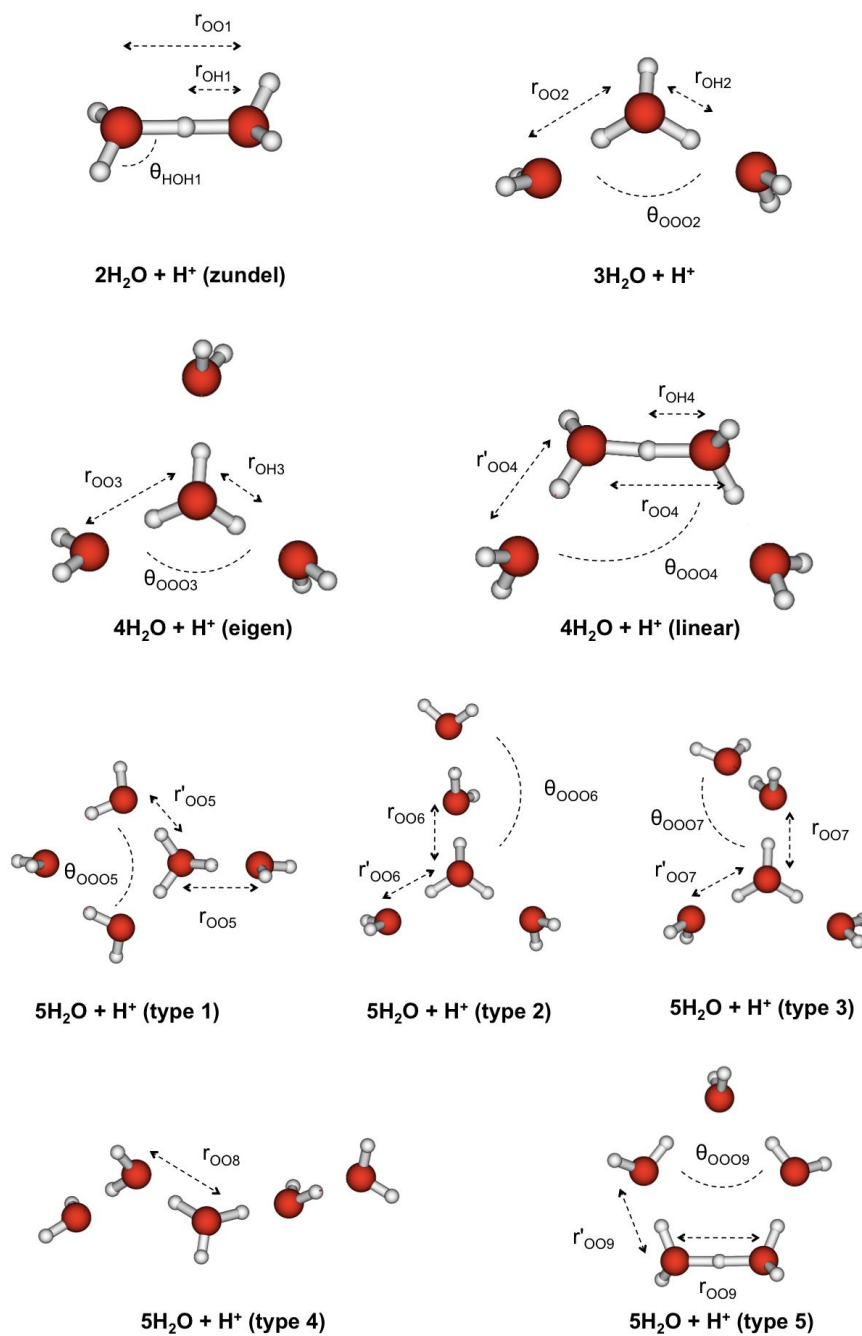 r_OO1
r_OH1
θ_HOH1
2H₂O + H⁺ (zundel)
r_OO2
r_OH2
θ_OOO2
3H₂O + H⁺
r_OO3
r_OH3
θ_OOO3
4H₂O + H⁺ (eigen)
r_OH4
r'_OO4
r_OO4
θ_OOO4
4H₂O + H⁺ (linear)
r'_OO5
θ_OOO5
r_OO5
5H₂O + H⁺ (type 1)
θ_OOO6
r_OO6
r'_OO6
5H₂O + H⁺ (type 2)
θ_OOO7
r_OO7
r'_OO7
5H₂O + H⁺ (type 3)
r_OO8
5H₂O + H⁺ (type 4)
θ_OOO9
r'_OO9
r_OO9
5H₂O + H⁺ (type 5)